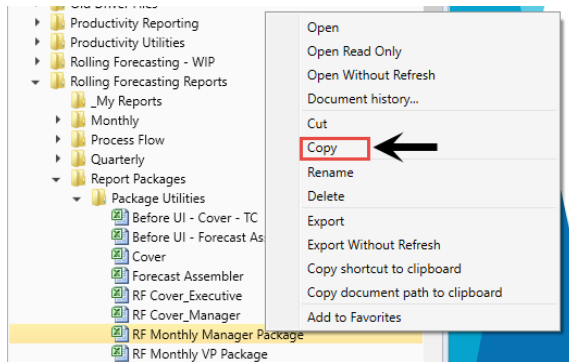 Old Driver Files
Productivity Reporting
Productivity Utilities
Rolling Forecasting - WIP
Rolling Forecasting Reports
_My Reports
Monthly
Process Flow
Quarterly
Report Packages
Package Utilities
Before UI - Cover - TC
Before UI - Forecast As
Cover
Forecast Assembler
RF Cover_Executive
RF Cover_Manager
RF Monthly Manager Package
RF Monthly VP Package
Open
Open Read Only
Open Without Refresh
Document history...
Cut
Copy
Rename
Delete
Export
Export Without Refresh
Copy shortcut to clipboard
Copy document path to clipboard
Add to Favorites